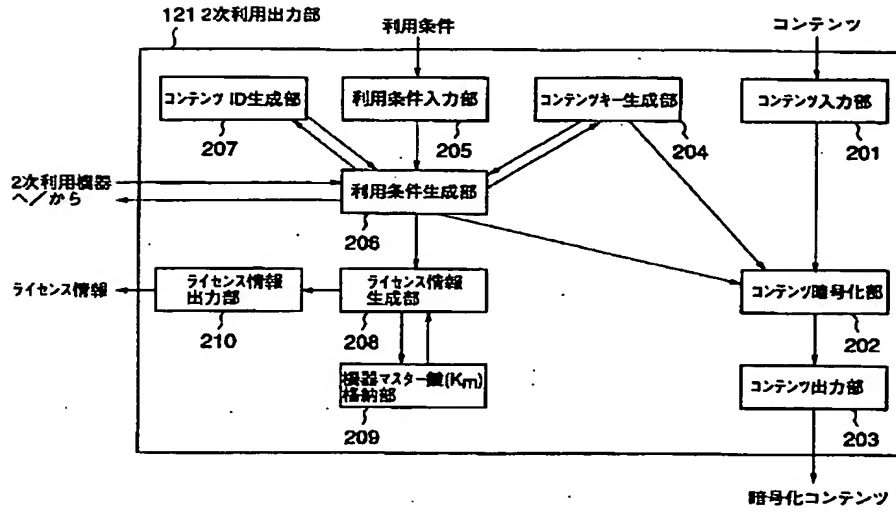 121 2次利用出力部
利用条件
コンテンツ
コンテンツ ID生成部
207
利用条件入力部
205
コンテンツキー生成部
204
コンテンツ入力部
201
2次利用機器
へ/から
利用条件生成部
206
ライセンス情報
ライセンス情報
出力部
210
ライセンス情報
生成部
208
コンテンツ暗号化部
202
機器マスター鍵(Km)
格納部
209
コンテンツ出力部
203
暗号化コンテンツ